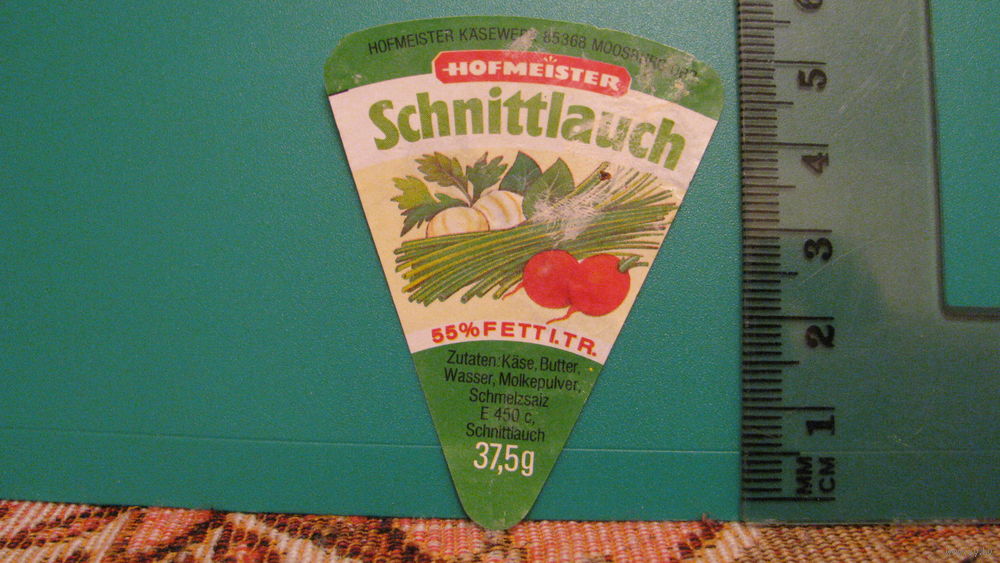 HOFMEISTER KÄSEWERK 85368 MOOSBURG
HOFMEISTER
Schnittlauch
55% FETT I. TR.
Zutaten: Käse, Butter,
Wasser, Molkepulver,
Schmelzsalz
E 450 c,
Schnittlauch
37,5g
6
5
4
3
2
1
MM
CM